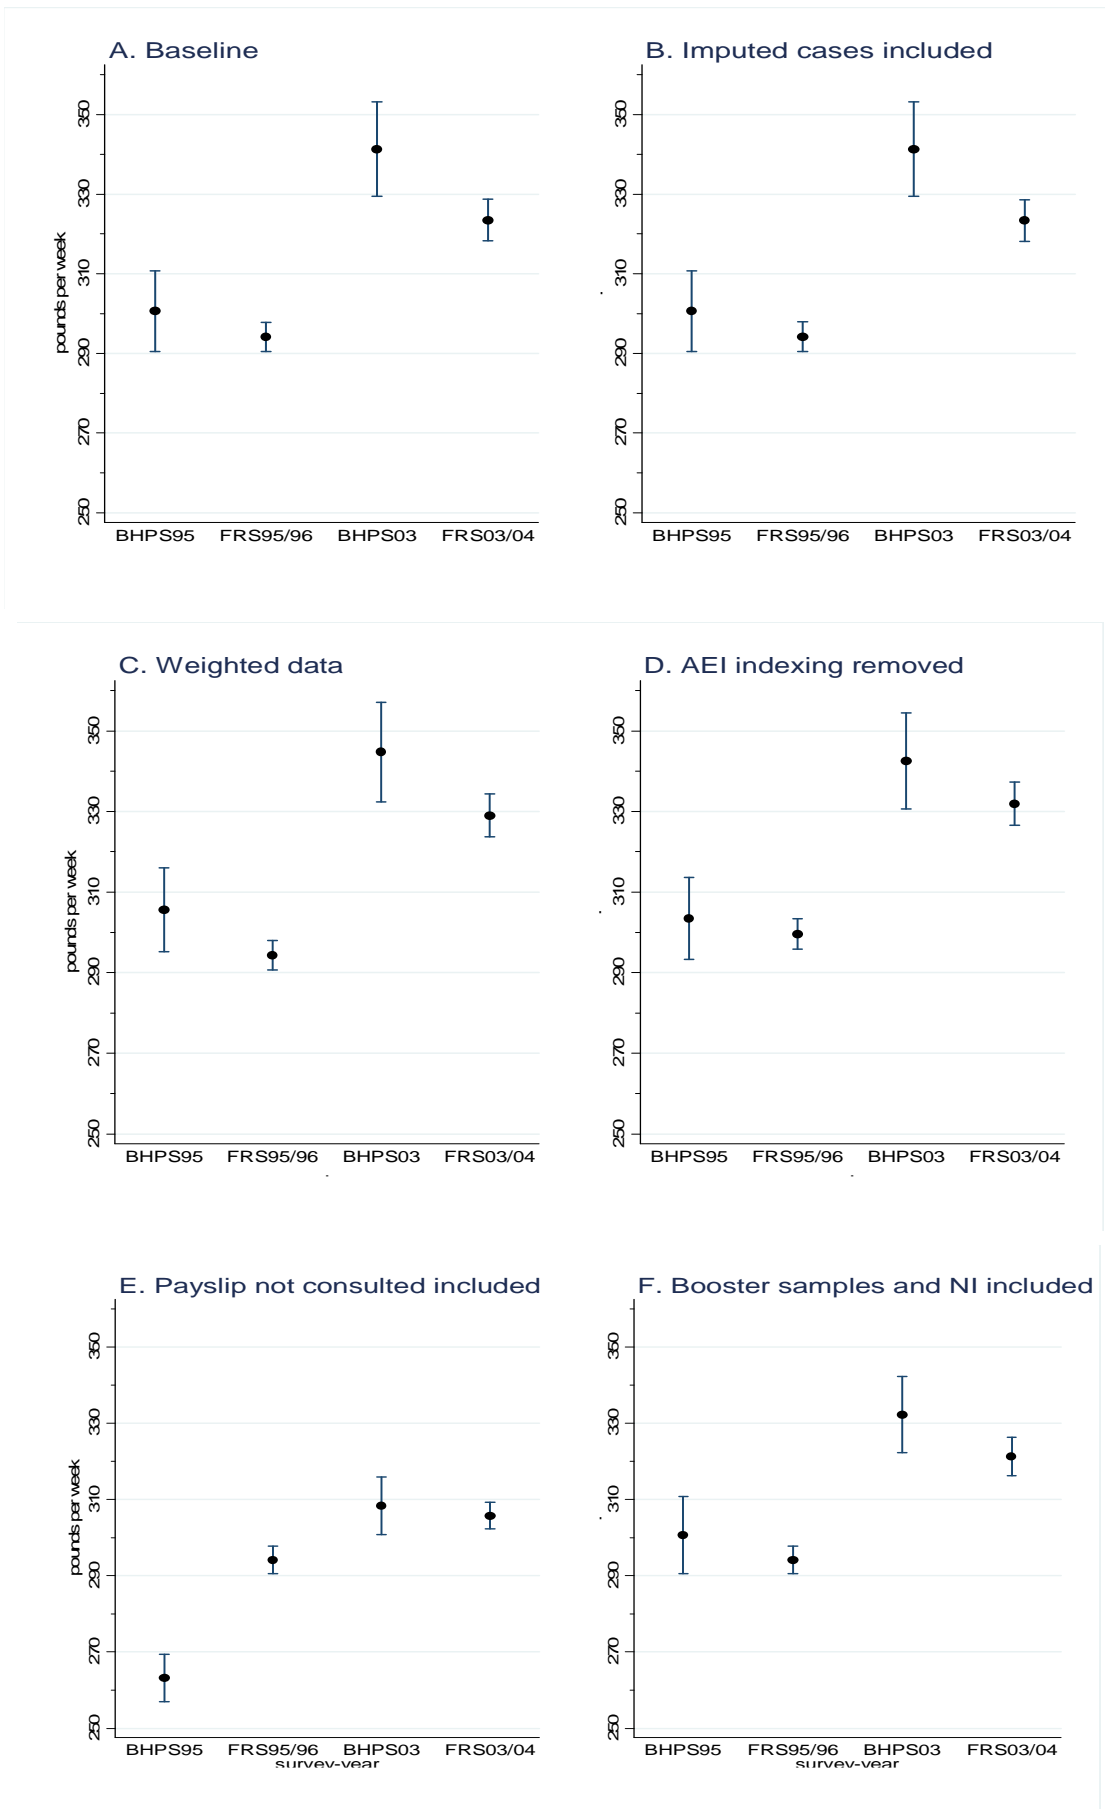 A. Baseline
pounds per week
350
330
310
290
270
250
BHPS95 FRS95/96 BHPS03 FRS03/04
B. Imputed cases included
350
330
310
290
270
250
BHPS95 FRS95/96 BHPS03 FRS03/04
C. Weighted data
pounds per week
350
330
310
290
270
250
BHPS95 FRS95/96 BHPS03 FRS03/04
D. AEI indexing removed
350
330
310
290
270
250
BHPS95 FRS95/96 BHPS03 FRS03/04
E. Payslip not consulted included
pounds per week
350
330
310
290
270
250
BHPS95 FRS95/96 BHPS03 FRS03/04
survey-year
F. Booster samples and NI included
350
330
310
290
270
250
BHPS95 FRS95/96 BHPS03 FRS03/04
survey-year